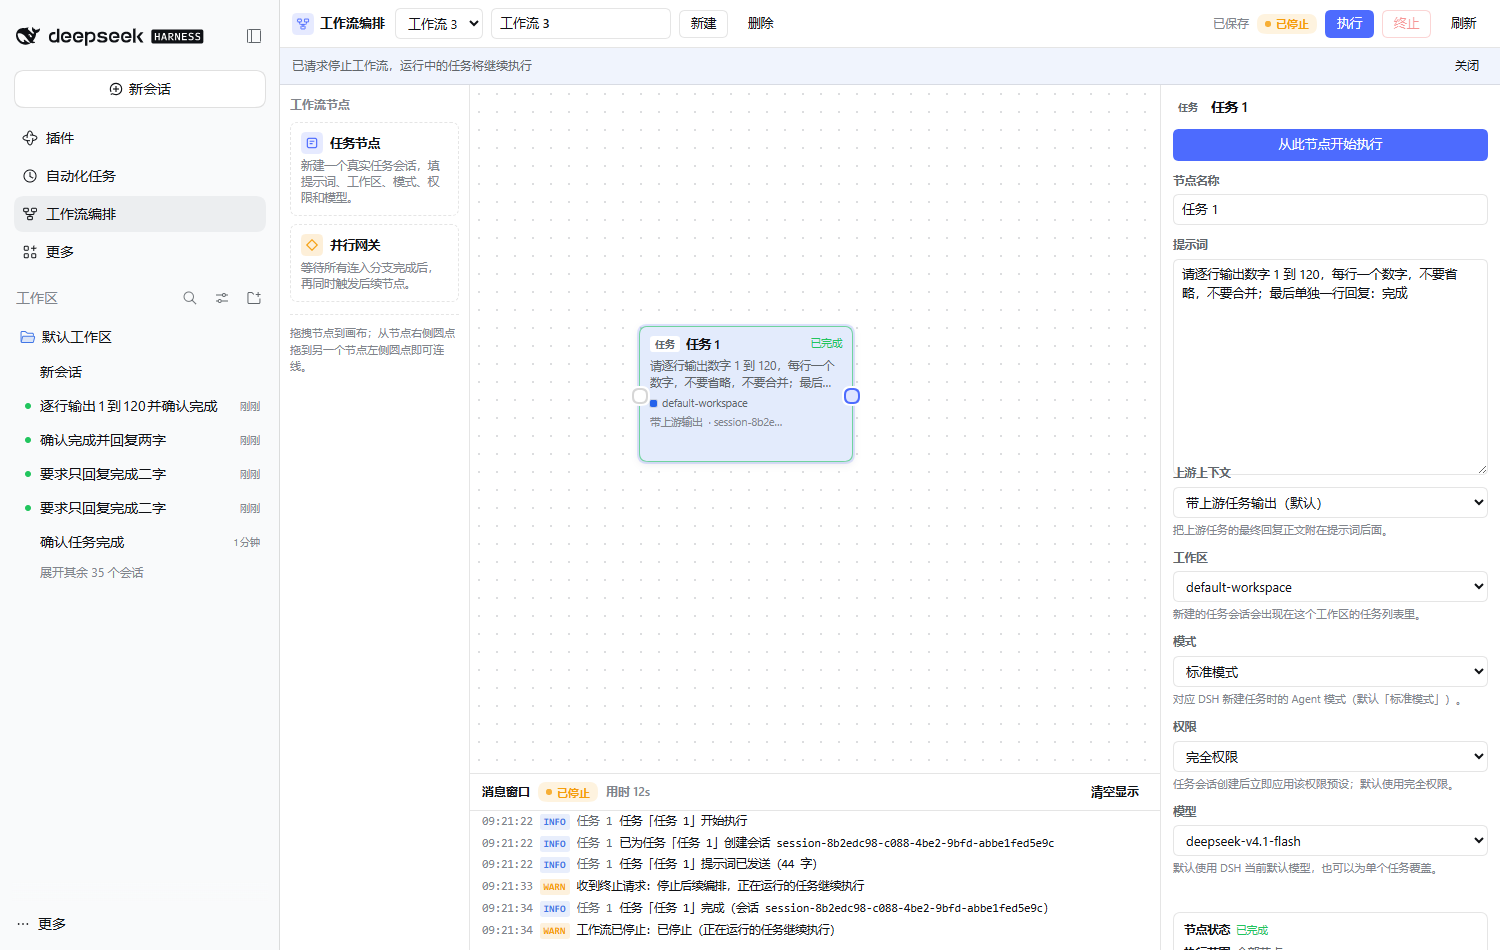 deepseek HARNESS
新会话
插件
自动化任务
工作流编排
更多
工作区
默认工作区
新会话
逐行输出 1 到 120 并确认完成 刚刚
确认完成并回复两字 刚刚
要求只回复完成二字 刚刚
要求只回复完成二字 刚刚
确认任务完成 1 分钟
展开其余 35 个会话
··· 更多
工作流编排 工作流 3 工作流 3 新建 删除 已保存 已停止 执行 终止 刷新
已请求停止工作流，运行中的任务将继续执行 关闭
工作流节点
任务节点
新建一个真实任务会话，填
提示词、工作区、模式、权
限和模型。
并行网关
等待所有连入分支完成后，
再同时触发后续节点。
拖拽节点到画布；从节点右侧圆点
拖到另一个节点左侧圆点即可连
线。
任务 任务 1 已完成
请逐行输出数字 1 到 120，每行一个
数字，不要省略，不要合并；最后...
default-workspace
带上游输出 · session-8b2e...
消息窗口 已停止 用时 12s 清空显示
09:21:22 INFO 任务 1 任务「任务 1」开始执行
09:21:22 INFO 任务 1 已为任务「任务 1」创建会话 session-8b2edc98-c088-4be2-9bfd-abbe1fed5e9c
09:21:22 INFO 任务 1 任务「任务 1」提示词已发送（44 字）
09:21:33 WARN 收到终止请求：停止后续编排，正在运行的任务继续执行
09:21:34 INFO 任务 1 任务「任务 1」完成（会话 session-8b2edc98-c088-4be2-9bfd-abbe1fed5e9c）
09:21:34 WARN 工作流已停止：已停止（正在运行的任务继续执行）
任务 任务 1
从此节点开始执行
节点名称
任务 1
提示词
请逐行输出数字 1 到 120，每行一个数字，不要省
略，不要合并；最后单独一行回复：完成
上游上下文
带上游任务输出（默认）
把上游任务的最终回复正文附在提示词后面。
工作区
default-workspace
新建的任务会话会出现在这个工作区的任务列表里。
模式
标准模式
对应 DSH 新建任务时的 Agent 模式（默认「标准模式」）。
权限
完全权限
任务会话创建后立即应用该权限预设；默认使用完全权限。
模型
deepseek-v4.1-flash
默认使用 DSH 当前默认模型，也可以为单个任务覆盖。
节点状态 已完成